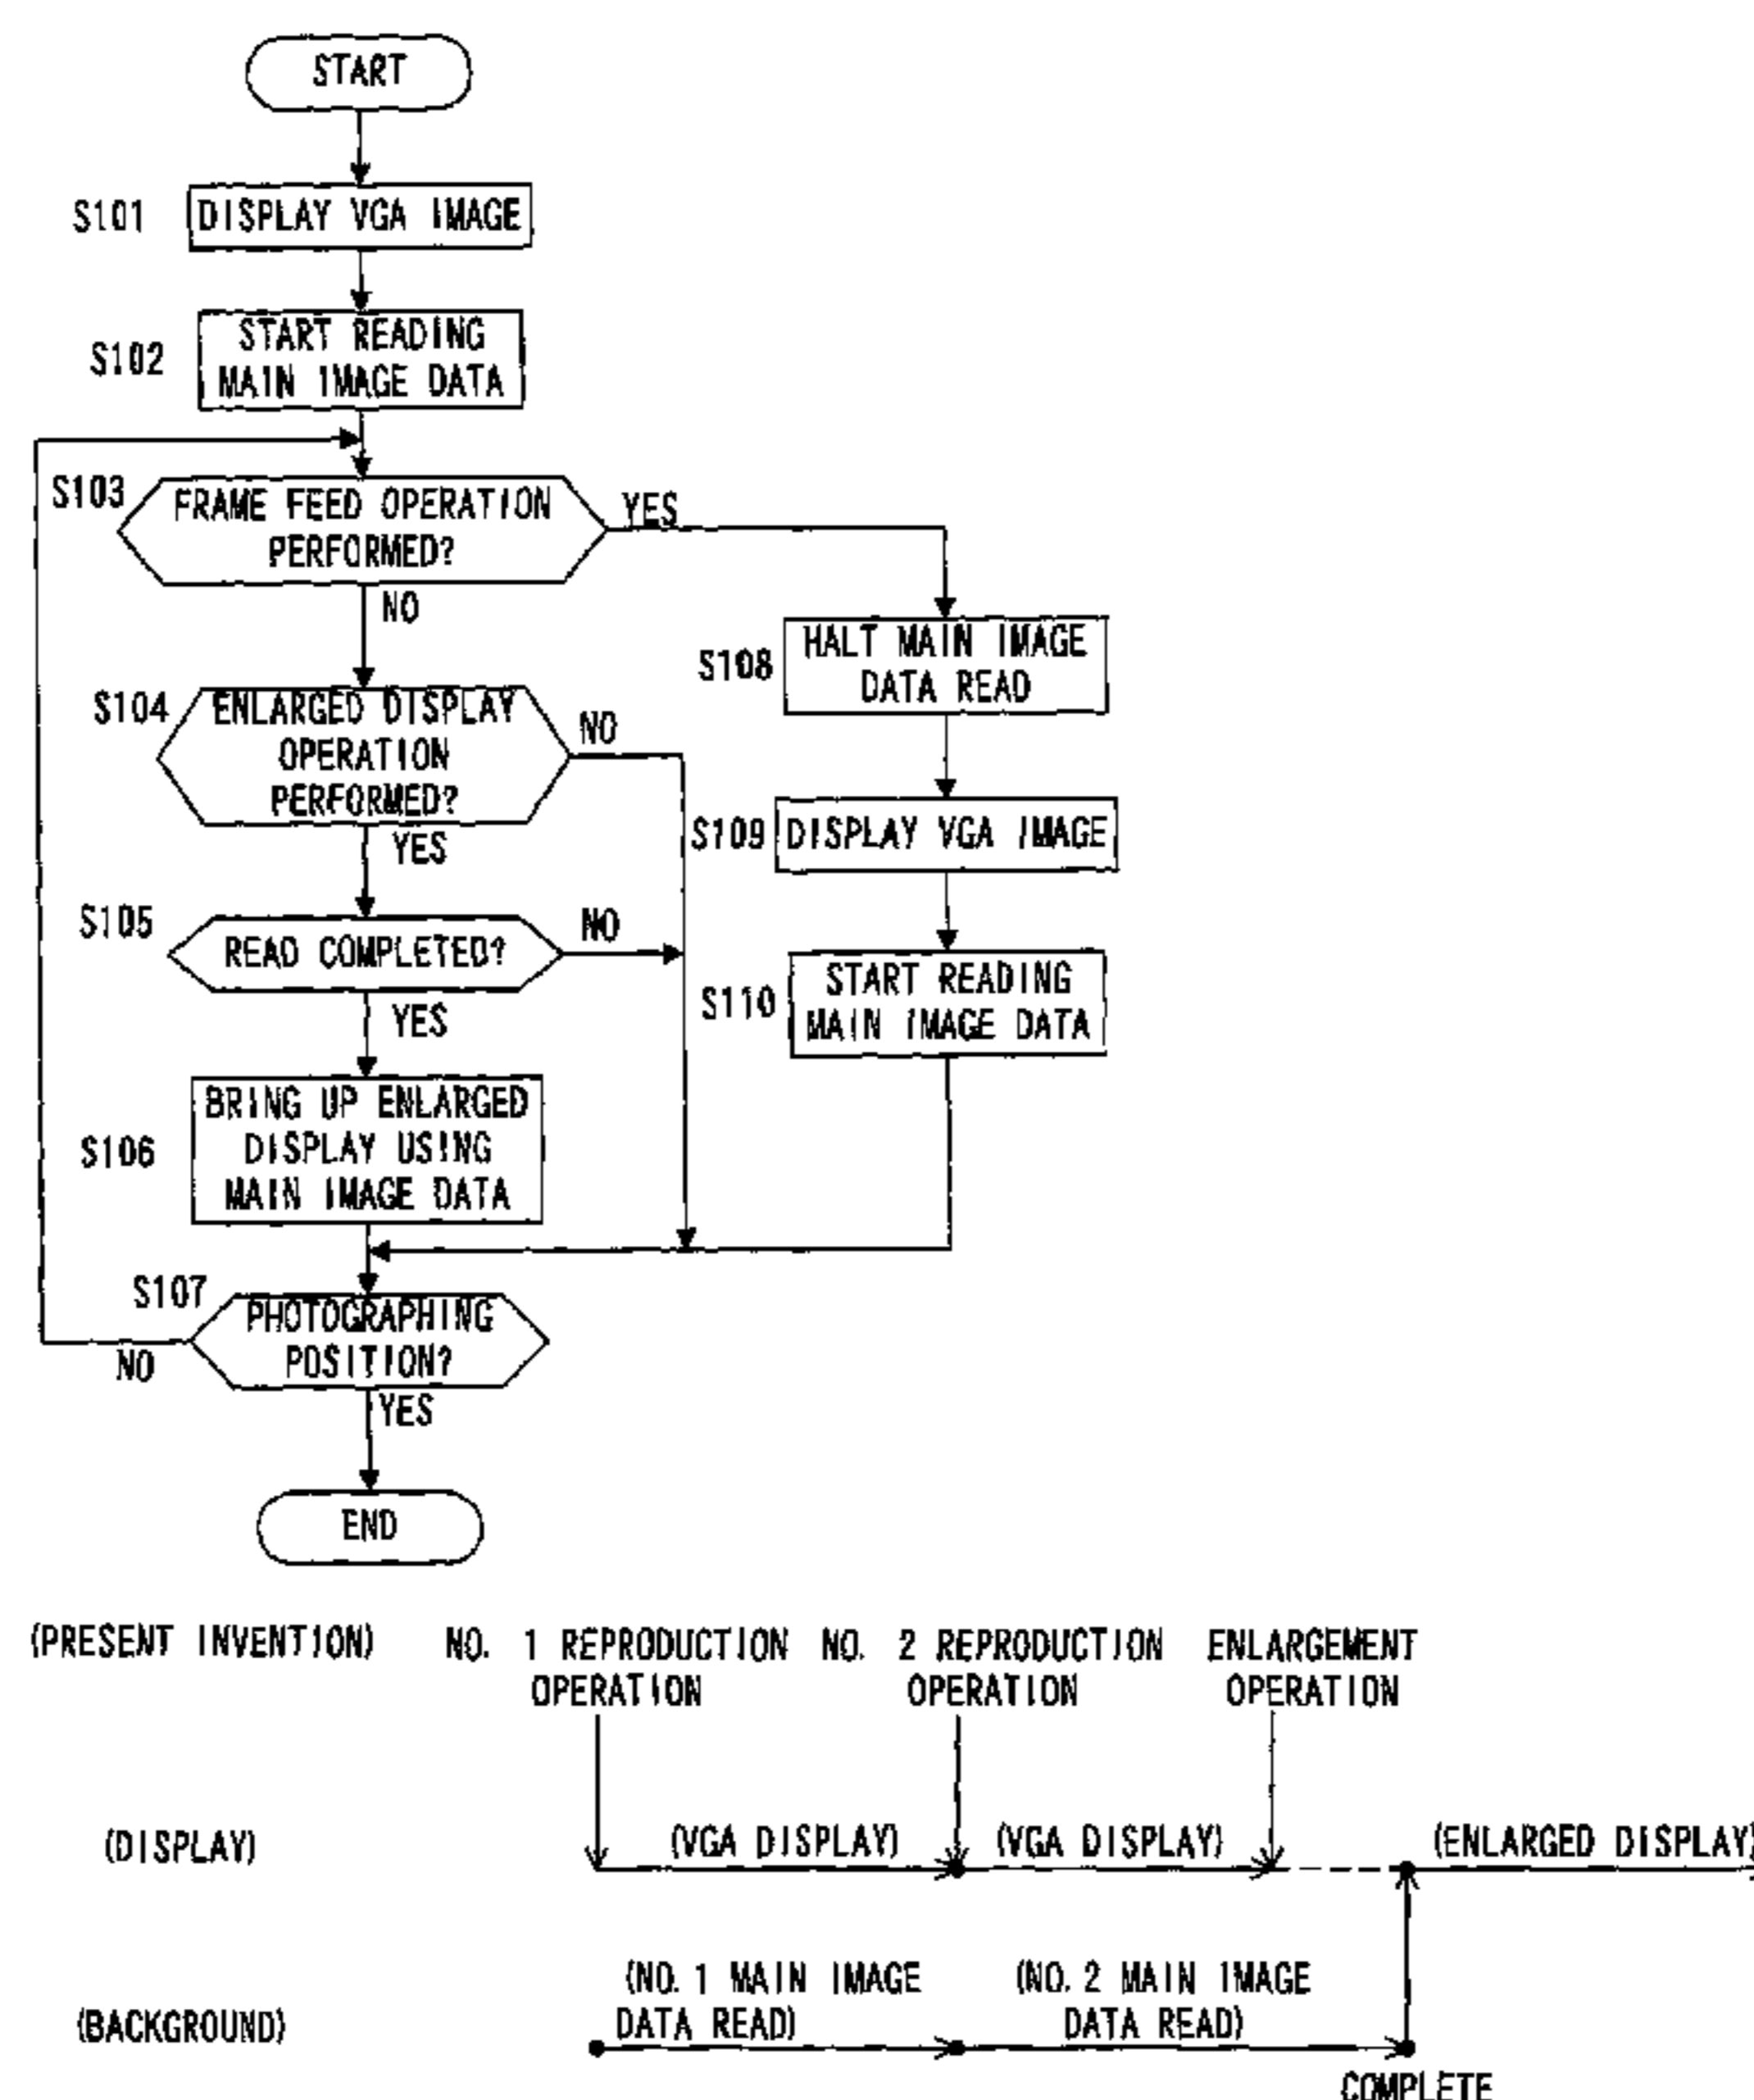 START
S101
DISPLAY VGA IMAGE
S102
START READING
MAIN IMAGE DATA
S103
FRAME FEED OPERATION
PERFORMED?
YES
NO
S108
HALT MAIN IMAGE
DATA READ
S104
ENLARGED DISPLAY
OPERATION
PERFORMED?
NO
YES
S109
DISPLAY VGA IMAGE
S105
READ COMPLETED?
NO
YES
S110
START READING
MAIN IMAGE DATA
S106
BRING UP ENLARGED
DISPLAY USING
MAIN IMAGE DATA
S107
PHOTOGRAPHING
POSITION?
NO
YES
END
(PRESENT INVENTION)
NO. 1 REPRODUCTION
OPERATION
NO. 2 REPRODUCTION
OPERATION
ENLARGEMENT
OPERATION
(DISPLAY)
(VGA DISPLAY)
(VGA DISPLAY)
(ENLARGED DISPLAY)
(BACKGROUND)
(NO. 1 MAIN IMAGE
DATA READ)
(NO. 2 MAIN IMAGE
DATA READ)
COMPLETE